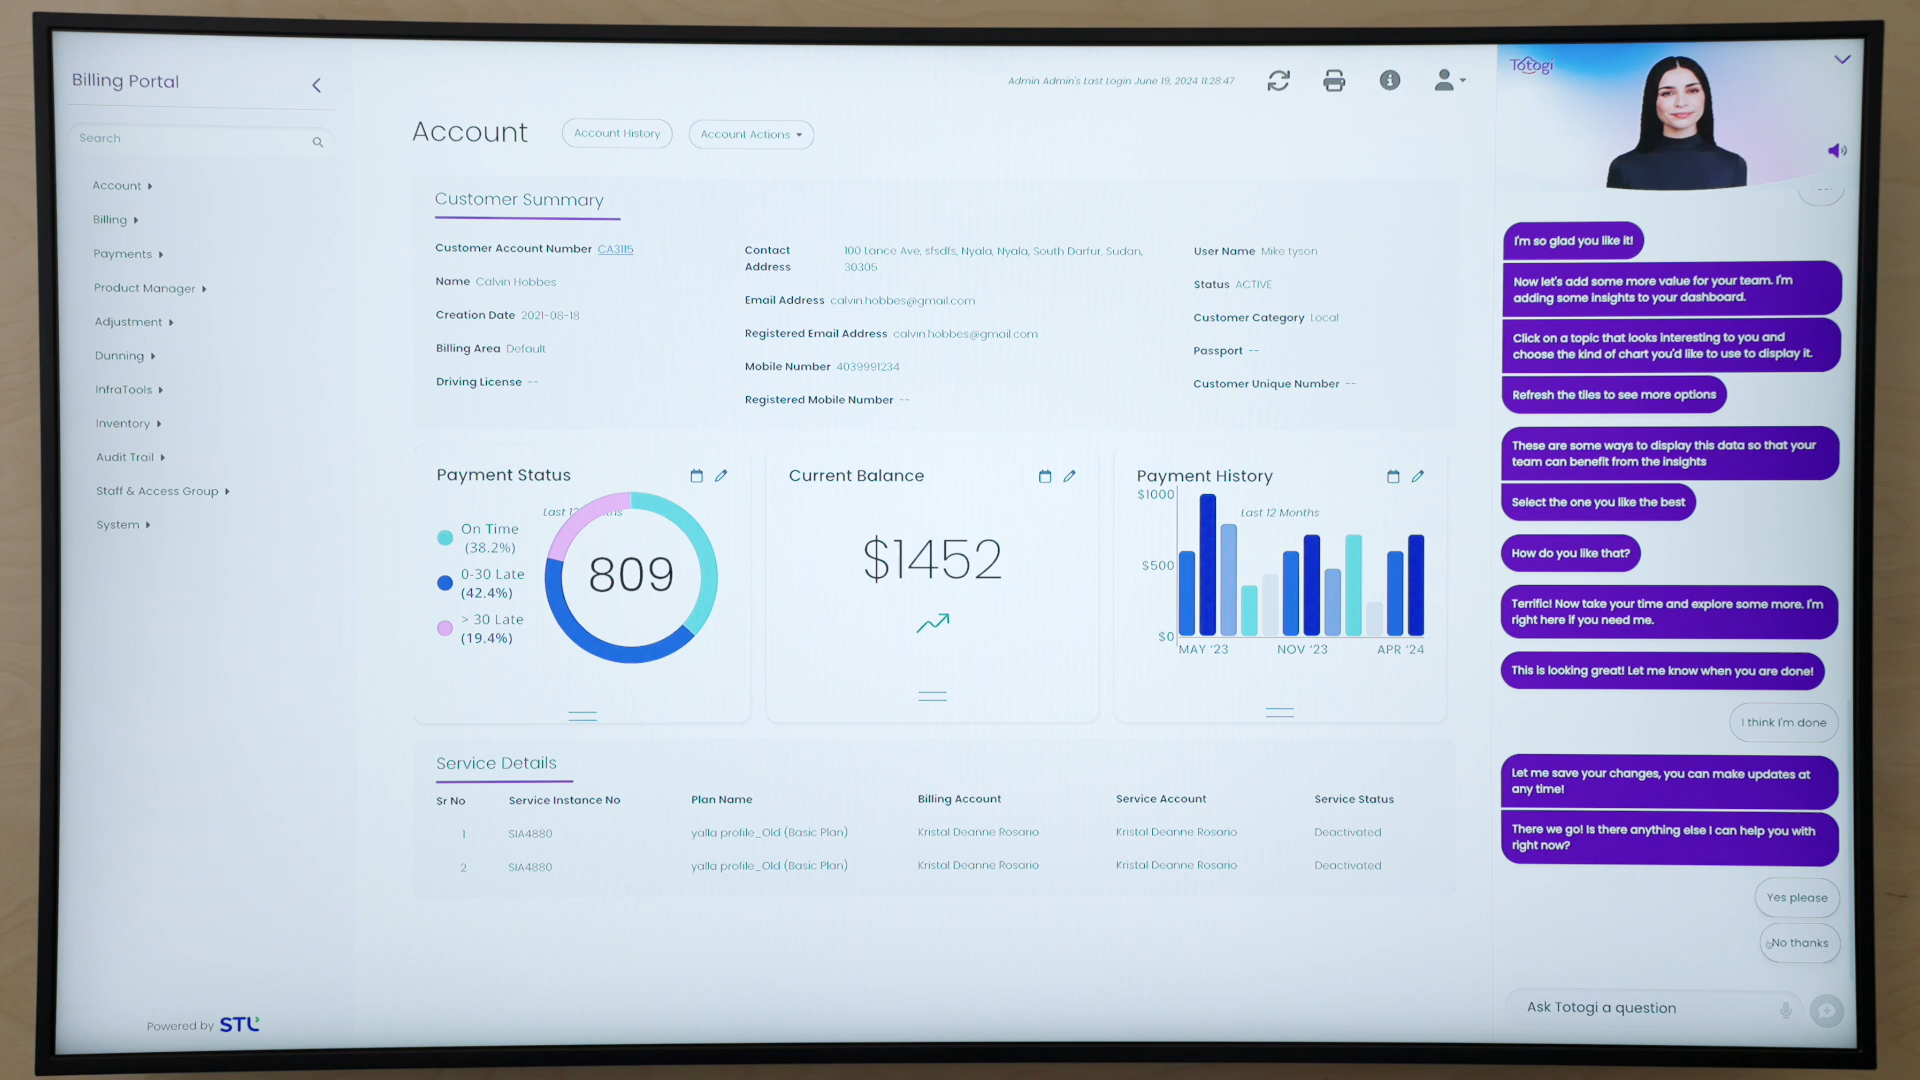 Billing Portal
Search
Account
Billing
Payments
Product Manager
Adjustment
Dunning
InfraTools
Inventory
Audit Trail
Staff & Access Group
System
Powered by STL
Admin Admin's Last Login June 19, 2024 11:28:47
Account
Account History
Account Actions
Customer Summary
Customer Account Number CA3115
Name Calvin Hobbes
Creation Date 2021-08-18
Billing Area Default
Driving License --
Contact Address 100 Lance Ave, sfsdfs, Nyala, Nyala, South Darfur, Sudan,
30305
Email Address calvin.hobbes@gmail.com
Registered Email Address calvin.hobbes@gmail.com
Mobile Number 4039991234
Registered Mobile Number --
User Name Mike tyson
Status ACTIVE
Customer Category Local
Passport --
Customer Unique Number --
Payment Status
On Time
(38.2%)
0-30 Late
(42.4%)
> 30 Late
(19.4%)
809
Current Balance
$1452
Payment History
Last 12 Months
$1000
$500
$0
MAY '23
NOV '23
APR '24
Service Details
Sr No Service Instance No Plan Name Billing Account Service Account Service Status
1 SIA4880 yalla profile_Old (Basic Plan) Kristal Deanne Rosario Kristal Deanne Rosario Deactivated
2 SIA4880 yalla profile_Old (Basic Plan) Kristal Deanne Rosario Kristal Deanne Rosario Deactivated
Totogi
I'm so glad you like it!
Now let's add some more value for your team. I'm
adding some insights to your dashboard.
Click on a topic that looks interesting to you and
choose the kind of chart you'd like to use to display it.
Refresh the tiles to see more options
These are some ways to display this data so that your
team can benefit from the insights
Select the one you like the best
How do you like that?
Terrific! Now take your time and explore some more. I'm
right here if you need me.
This is looking great! Let me know when you are done!
I think I'm done
Let me save your changes, you can make updates at
any time!
There we go! Is there anything else I can help you with
right now?
Yes please
No thanks
Ask Totogi a question